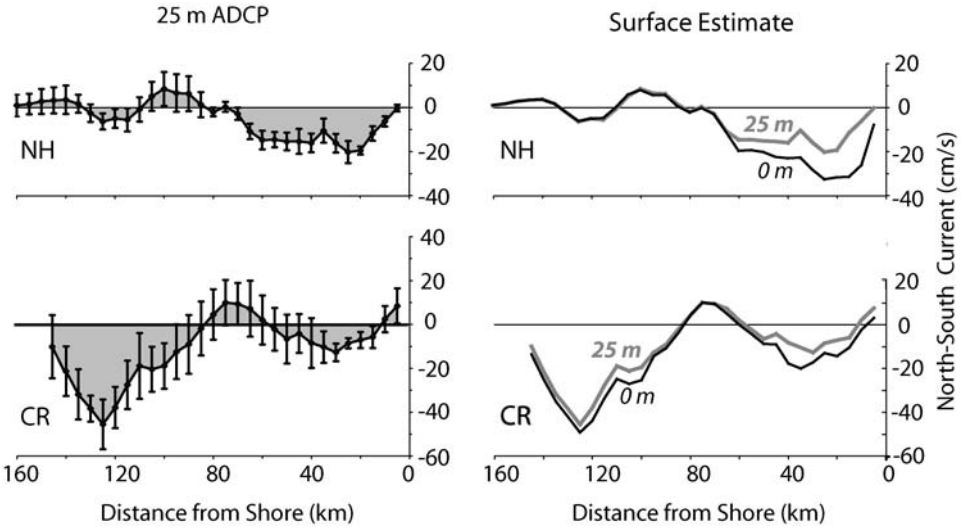 25 m ADCP
Surface Estimate
20
0
-20
-40
NH
20
0
-20
-40
NH
25 m
0 m
40
20
0
-20
-40
-60
CR
20
0
-20
-40
-60
CR
25 m
0 m
North-South Current (cm/s)
160 120 80 40 0
160 120 80 40 0
Distance from Shore (km)
Distance from Shore (km)